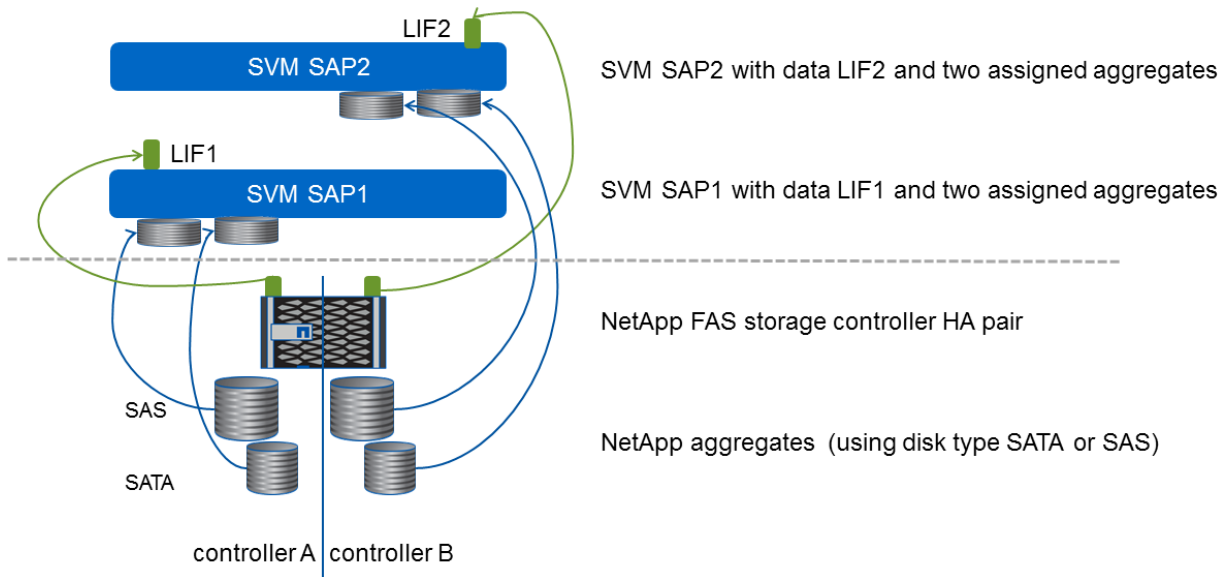 LIF2
SVM SAP2
SVM SAP2 with data LIF2 and two assigned aggregates
LIF1
SVM SAP1
SVM SAP1 with data LIF1 and two assigned aggregates
NetApp FAS storage controller HA pair
SAS
NetApp aggregates (using disk type SATA or SAS)
SATA
controller A
controller B